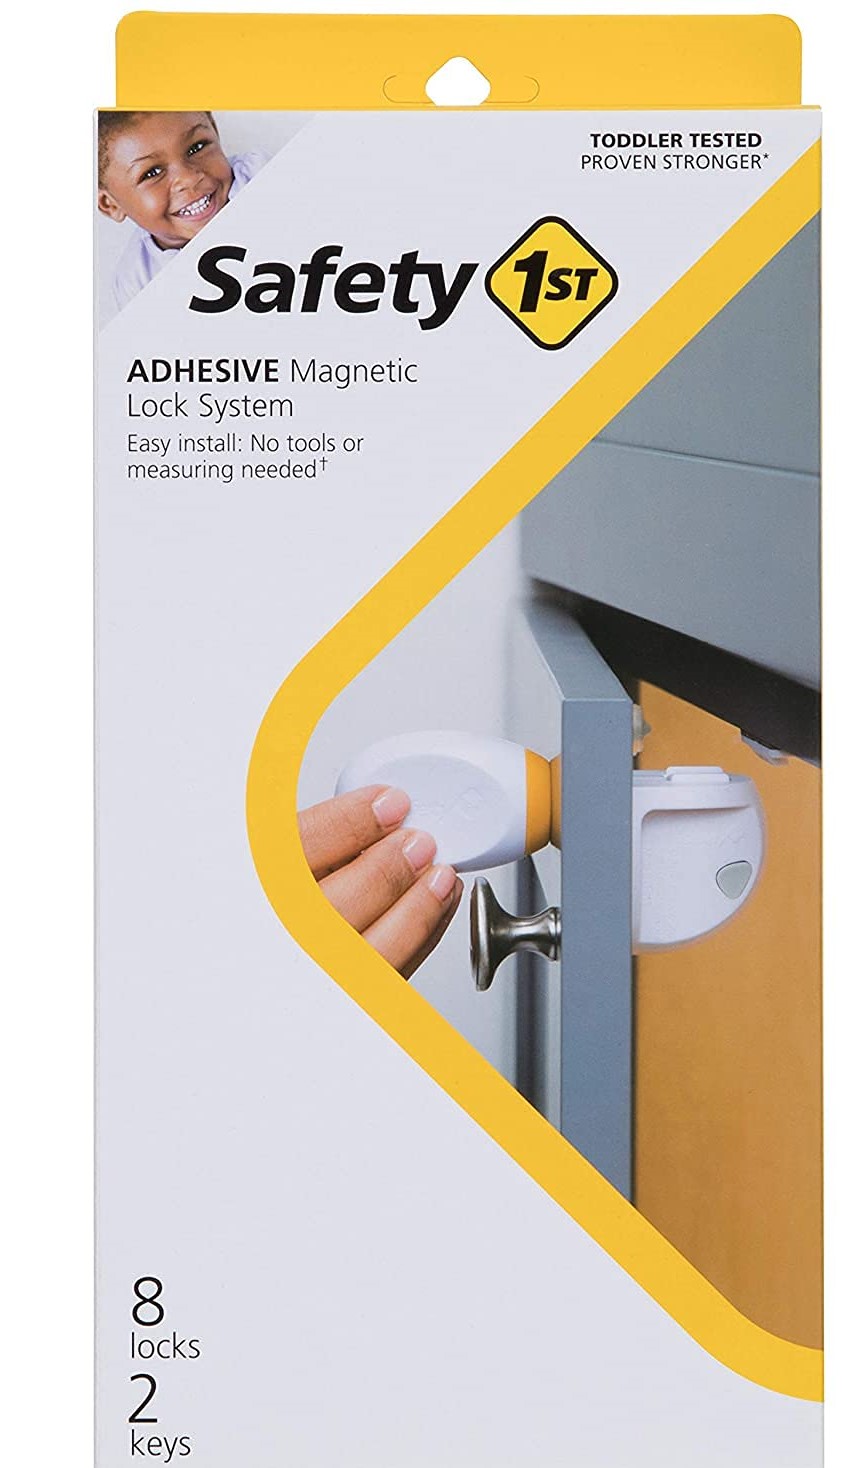 TODDLER TESTED
PROVEN STRONGER*
Safety 1ST
ADHESIVE Magnetic
Lock System
Easy install: No tools or
measuring needed†
8
locks
2
keys